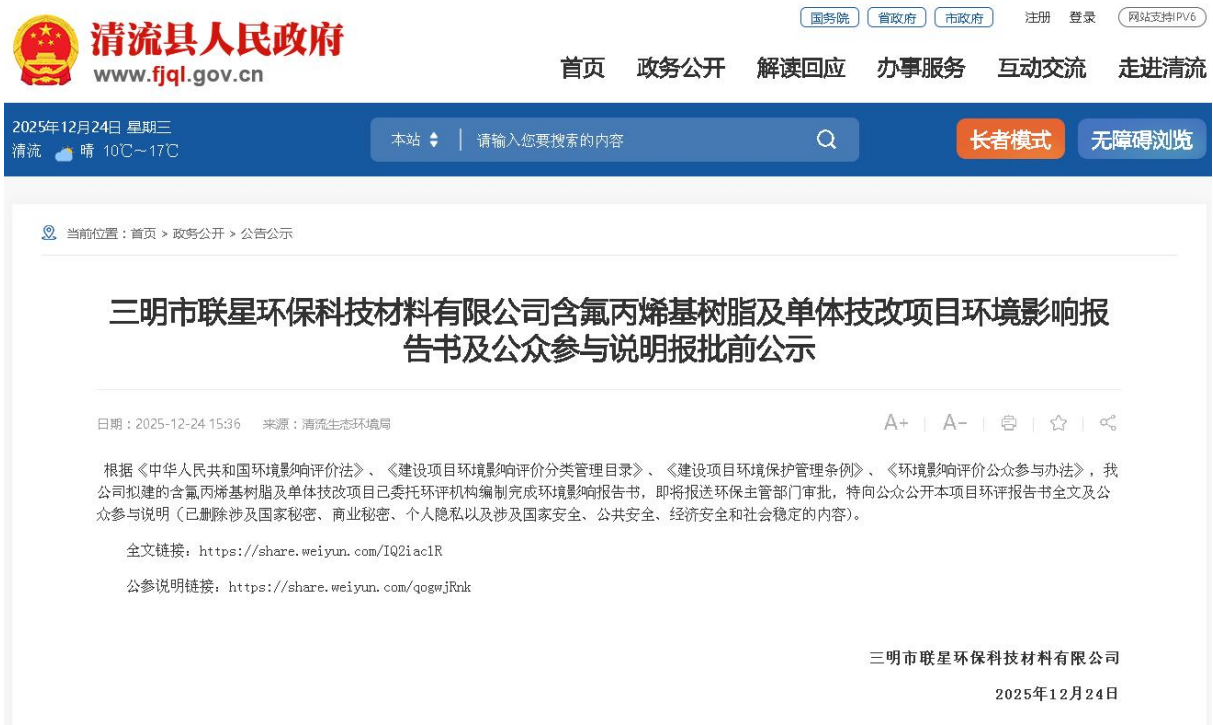 国务院 省政府 市政府 注册 登录 网站支持IPV6
清流县人民政府
www.fjql.gov.cn
首页 政务公开 解读回应 办事服务 互动交流 走进清流
2025年12月24日 星期三
清流 晴 10℃～17℃
本站 请输入您要搜索的内容
长者模式 无障碍浏览
当前位置：首页 > 政务公开 > 公告公示
三明市联星环保科技材料有限公司含氟丙烯基树脂及单体技改项目环境影响报
告书及公众参与说明报批前公示
日期：2025-12-24 15:36 来源：清流生态环境局
A+ A-
根据《中华人民共和国环境影响评价法》、《建设项目环境影响评价分类管理目录》、《建设项目环境保护管理条例》、《环境影响评价公众参与办法》，我
公司拟建的含氟丙烯基树脂及单体技改项目已委托环评机构编制完成环境影响报告书，即将报送环保主管部门审批，特向公众公开本项目环评报告书全文及公
众参与说明（已删除涉及国家秘密、商业秘密、个人隐私以及涉及国家安全、公共安全、经济安全和社会稳定的内容）。
全文链接：https://share.weiyun.com/IQ2iac1R
公参说明链接：https://share.weiyun.com/qogwjRnk
三明市联星环保科技材料有限公司
2025年12月24日